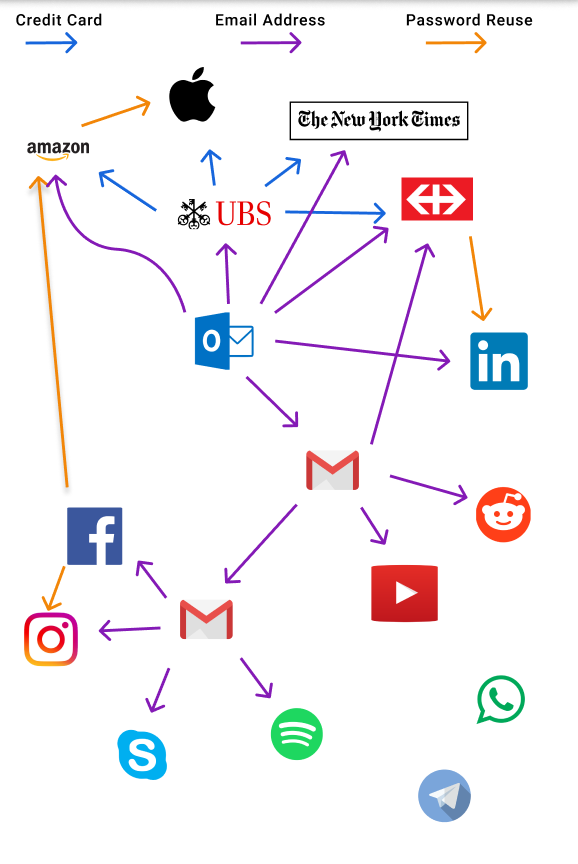 Credit Card Email Address Password Reuse
The New York Times
amazon
UBS
O
in
f
S